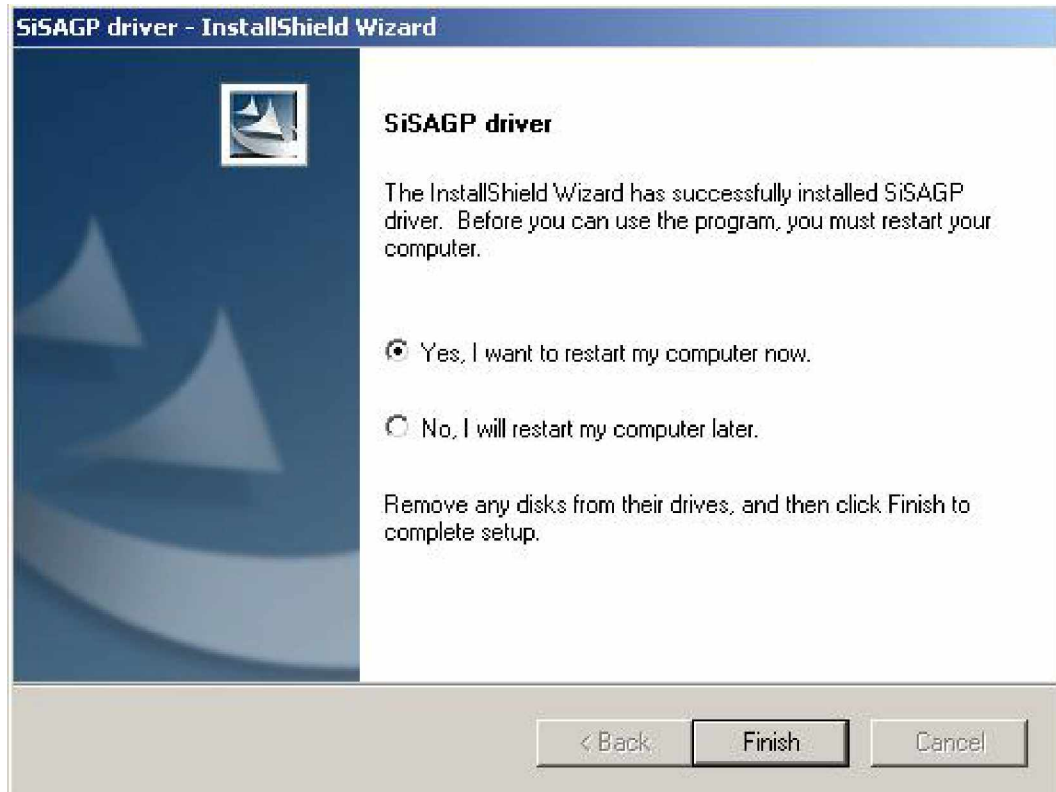 SiSAGP driver - InstallShield Wizard
SiSAGP driver
The InstallShield Wizard has successfully installed SiSAGP
driver.  Before you can use the program, you must restart your
computer.
Yes, I want to restart my computer now.
No, I will restart my computer later.
Remove any disks from their drives, and then click Finish to
complete setup.
< Back
Finish
Cancel